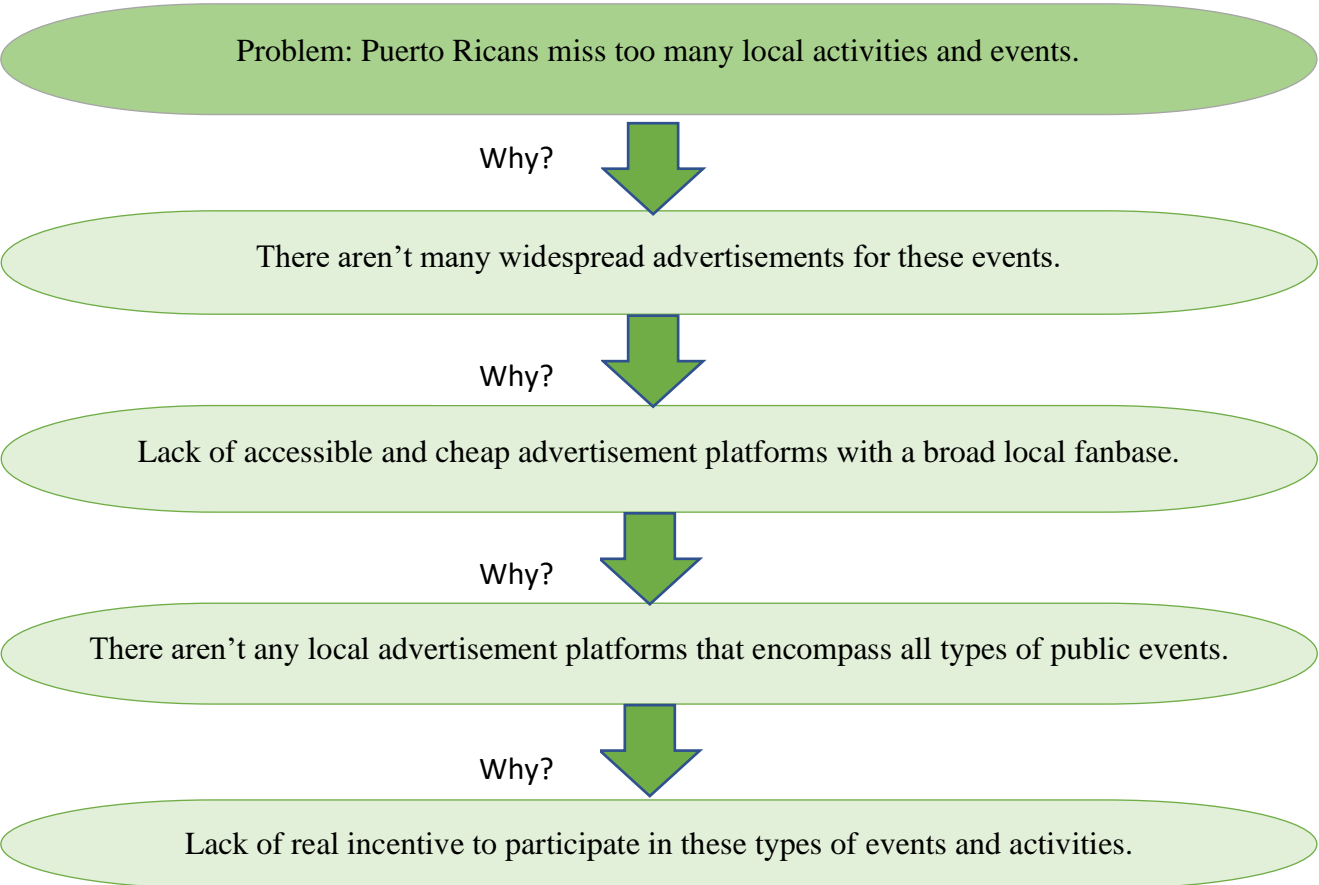 Problem: Puerto Ricans miss too many local activities and events.
Why?
There aren’t many widespread advertisements for these events.
Why?
Lack of accessible and cheap advertisement platforms with a broad local fanbase.
Why?
There aren’t any local advertisement platforms that encompass all types of public events.
Why?
Lack of real incentive to participate in these types of events and activities.